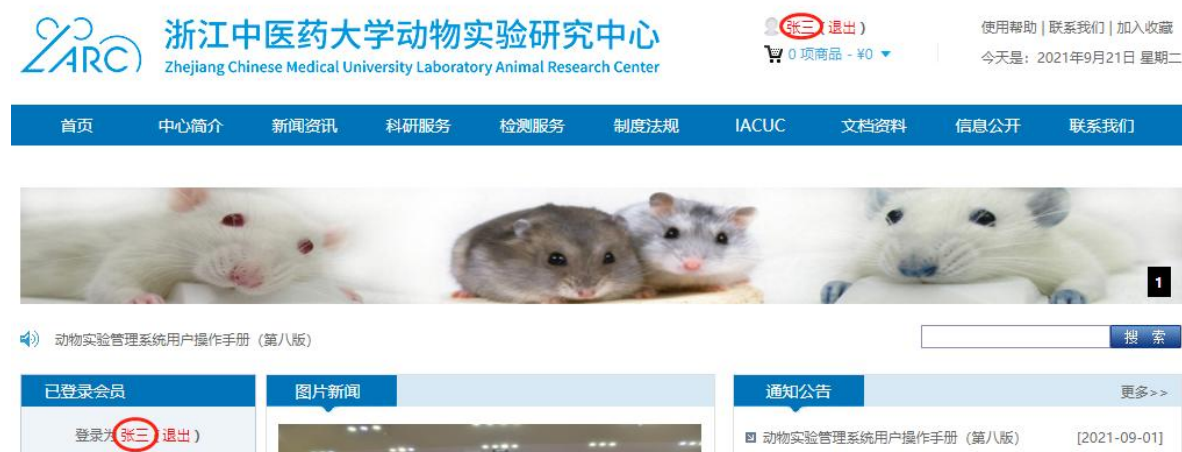 张三 ( 退出 )
使用帮助 | 联系我们 | 加入收藏
ZARC
浙江中医药大学动物实验研究中心
Zhejiang Chinese Medical University Laboratory Animal Research Center
0 项商品 - ¥0
今天是：2021年9月21日 星期二
首页 中心简介 新闻资讯 科研服务 检测服务 制度法规 IACUC 文档资料 信息公开 联系我们
1
动物实验管理系统用户操作手册（第八版）
搜 索
已登录会员
登录为 张三 ( 退出 )
图片新闻
通知公告
更多>>
动物实验管理系统用户操作手册（第八版） [2021-09-01]